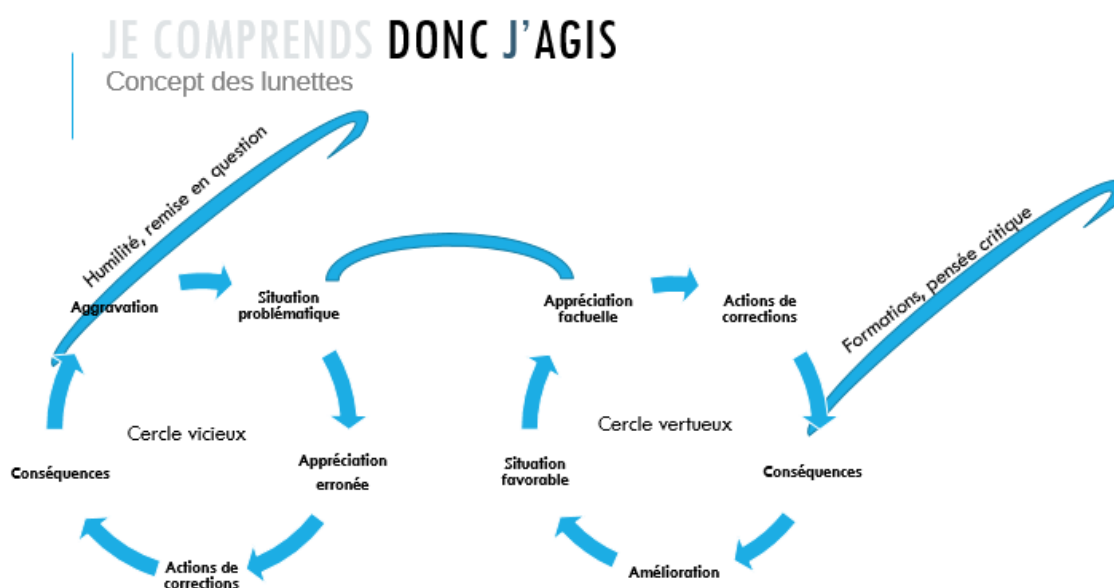 JE COMPRENDS DONC J'AGIS
Concept des lunettes
Humilité, remise en question
Aggravation
Situation
problématique
Appréciation
erronée
Actions de
corrections
Conséquences
Cercle vicieux
Appréciation
factuelle
Actions de
corrections
Formations, pensée critique
Conséquences
Amélioration
Situation
favorable
Cercle vertueux